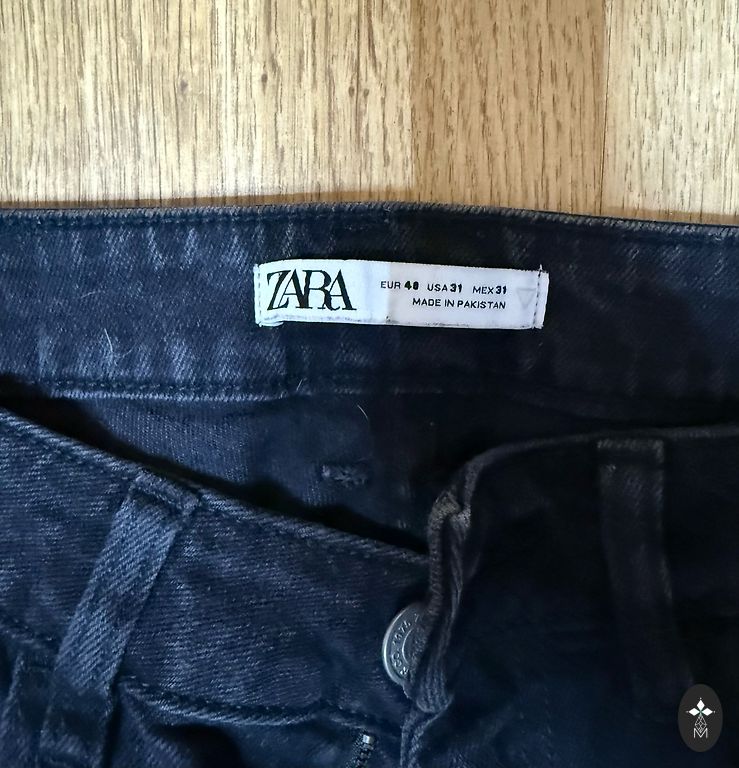 ZARA
EUR 40 USA 31 MEX 31
MADE IN PAKISTAN
M